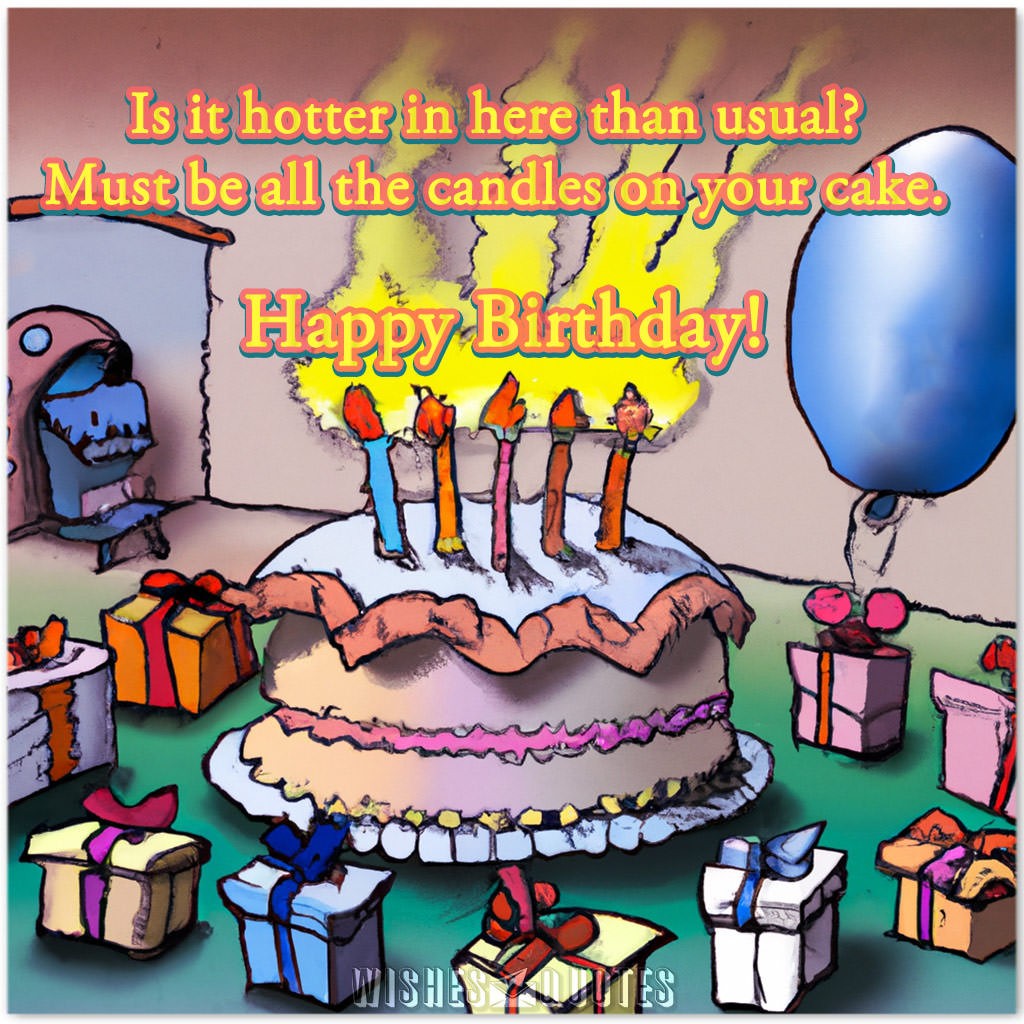 Is it hotter in here than usual?
Must be all the candles on your cake.
Happy Birthday!
WISHES QUOTES